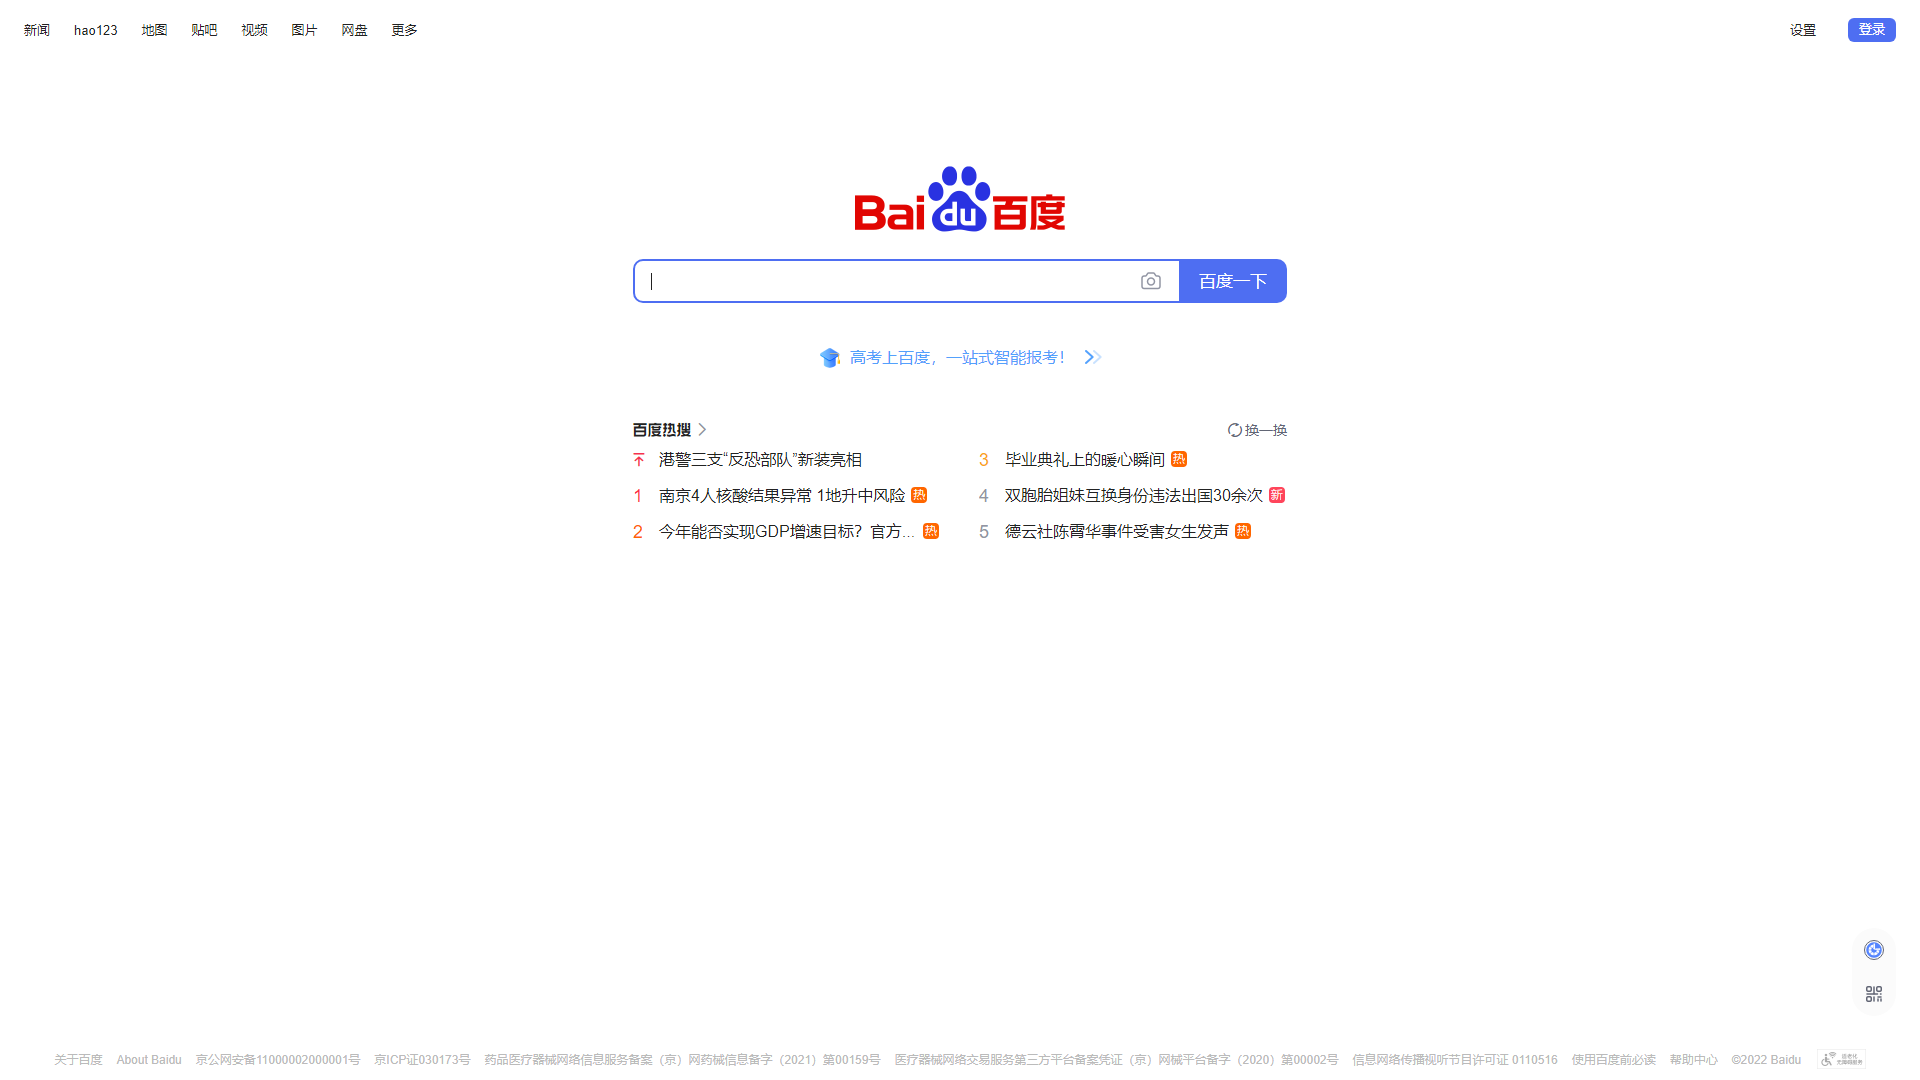 新闻 hao123 地图 贴吧 视频 图片 网盘 更多 设置 登录
Bai du 百度
百度一下
高考上百度，一站式智能报考！
百度热搜 换一换
港警三支“反恐部队”新装亮相
1 南京4人核酸结果异常 1地升中风险 热
2 今年能否实现GDP增速目标？官方... 热
3 毕业典礼上的暖心瞬间 热
4 双胞胎姐妹互换身份违法出国30余次 新
5 德云社陈霄华事件受害女生发声 热
关于百度 About Baidu 京公网安备11000002000001号 京ICP证030173号 药品医疗器械网络信息服务备案（京）网药械信息备字（2021）第00159号 医疗器械网络交易服务第三方平台备案凭证（京）网械平台备字（2020）第00002号 信息网络传播视听节目许可证 0110516 使用百度前必读 帮助中心 ©2022 Baidu